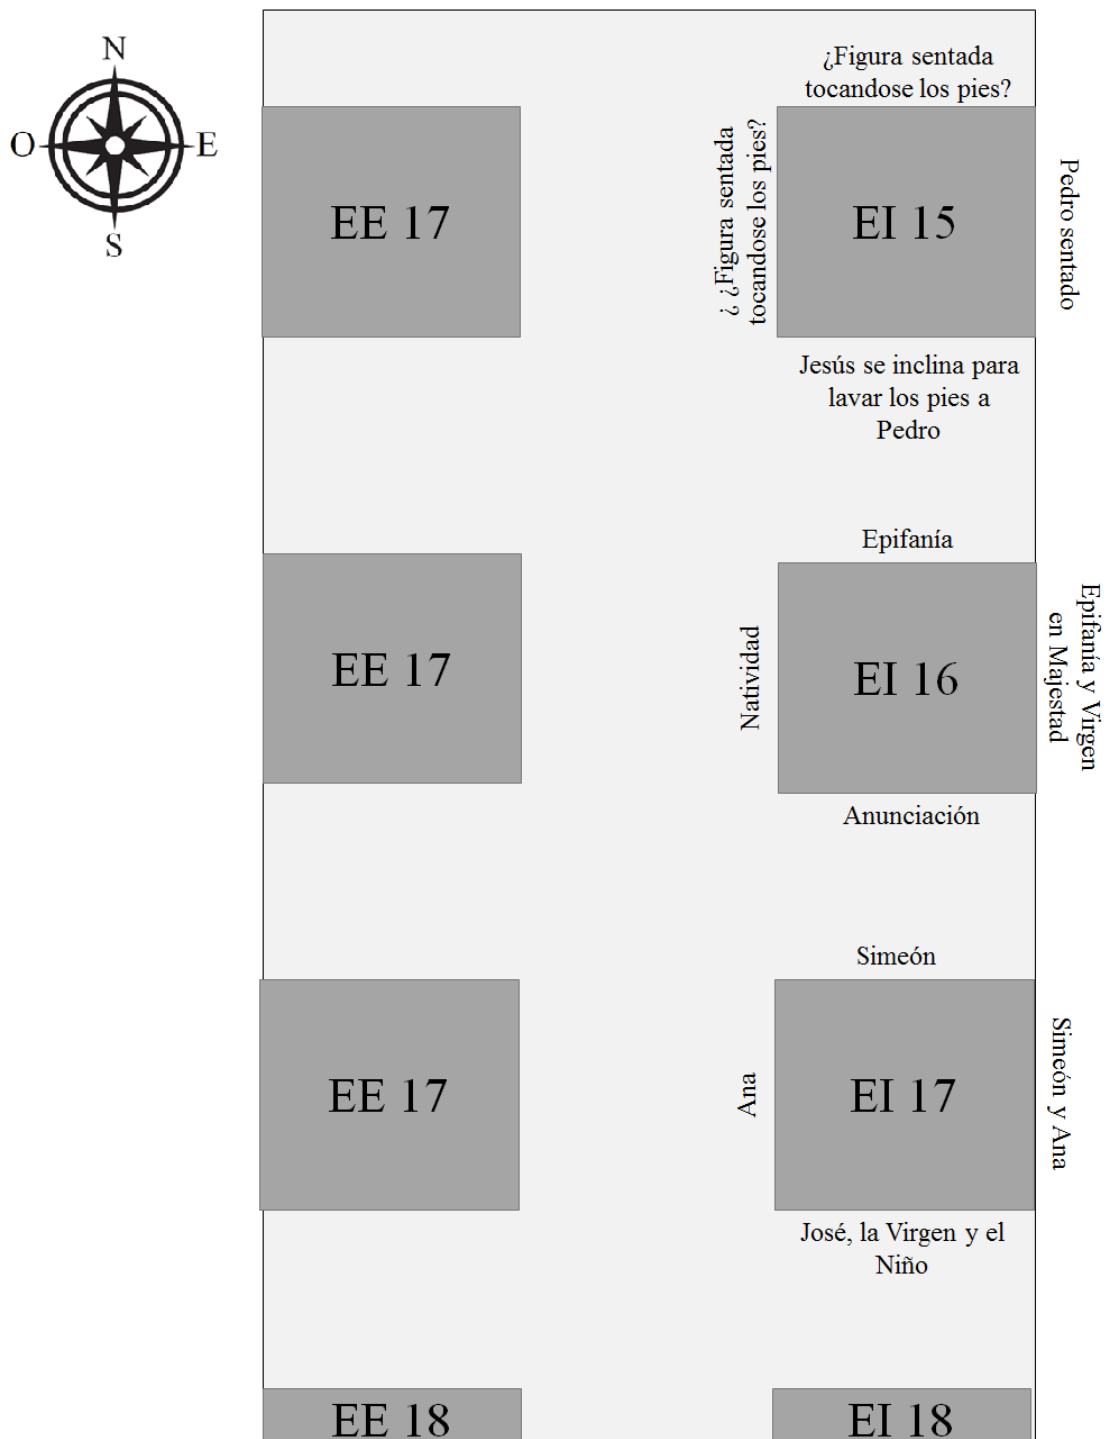 N
O
E
S
¿Figura sentada
tocandose los pies?
EE 17
¿ ¿Figura sentada
tocandose los pies?
EI 15
Pedro sentado
Jesús se inclina para
lavar los pies a
Pedro
Epifanía
EE 17
Natividad
EI 16
Epifanía y Virgen
en Majestad
Anunciación
Simeón
EE 17
Ana
EI 17
Simeón y Ana
José, la Virgen y el
Niño
EE 18
EI 18